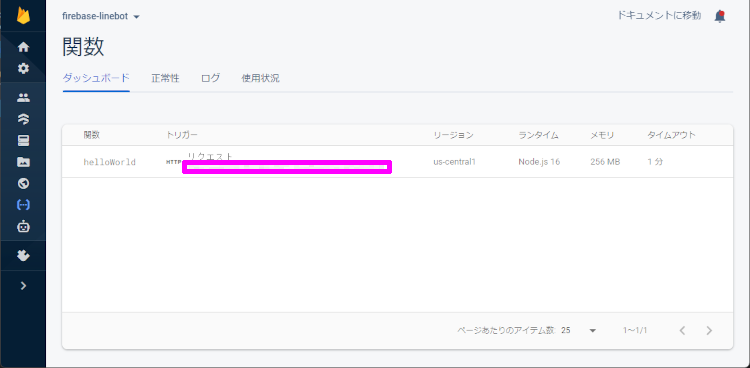 firebase-linebot
ドキュメントに移動
関数
ダッシュボード 正常性 ログ 使用状況
関数 トリガー リージョン ランタイム メモリ タイムアウト
helloWorld HTTP リクエスト us-central1 Node.js 16 256 MB 1 分
ページあたりのアイテム数: 25 1～1/1